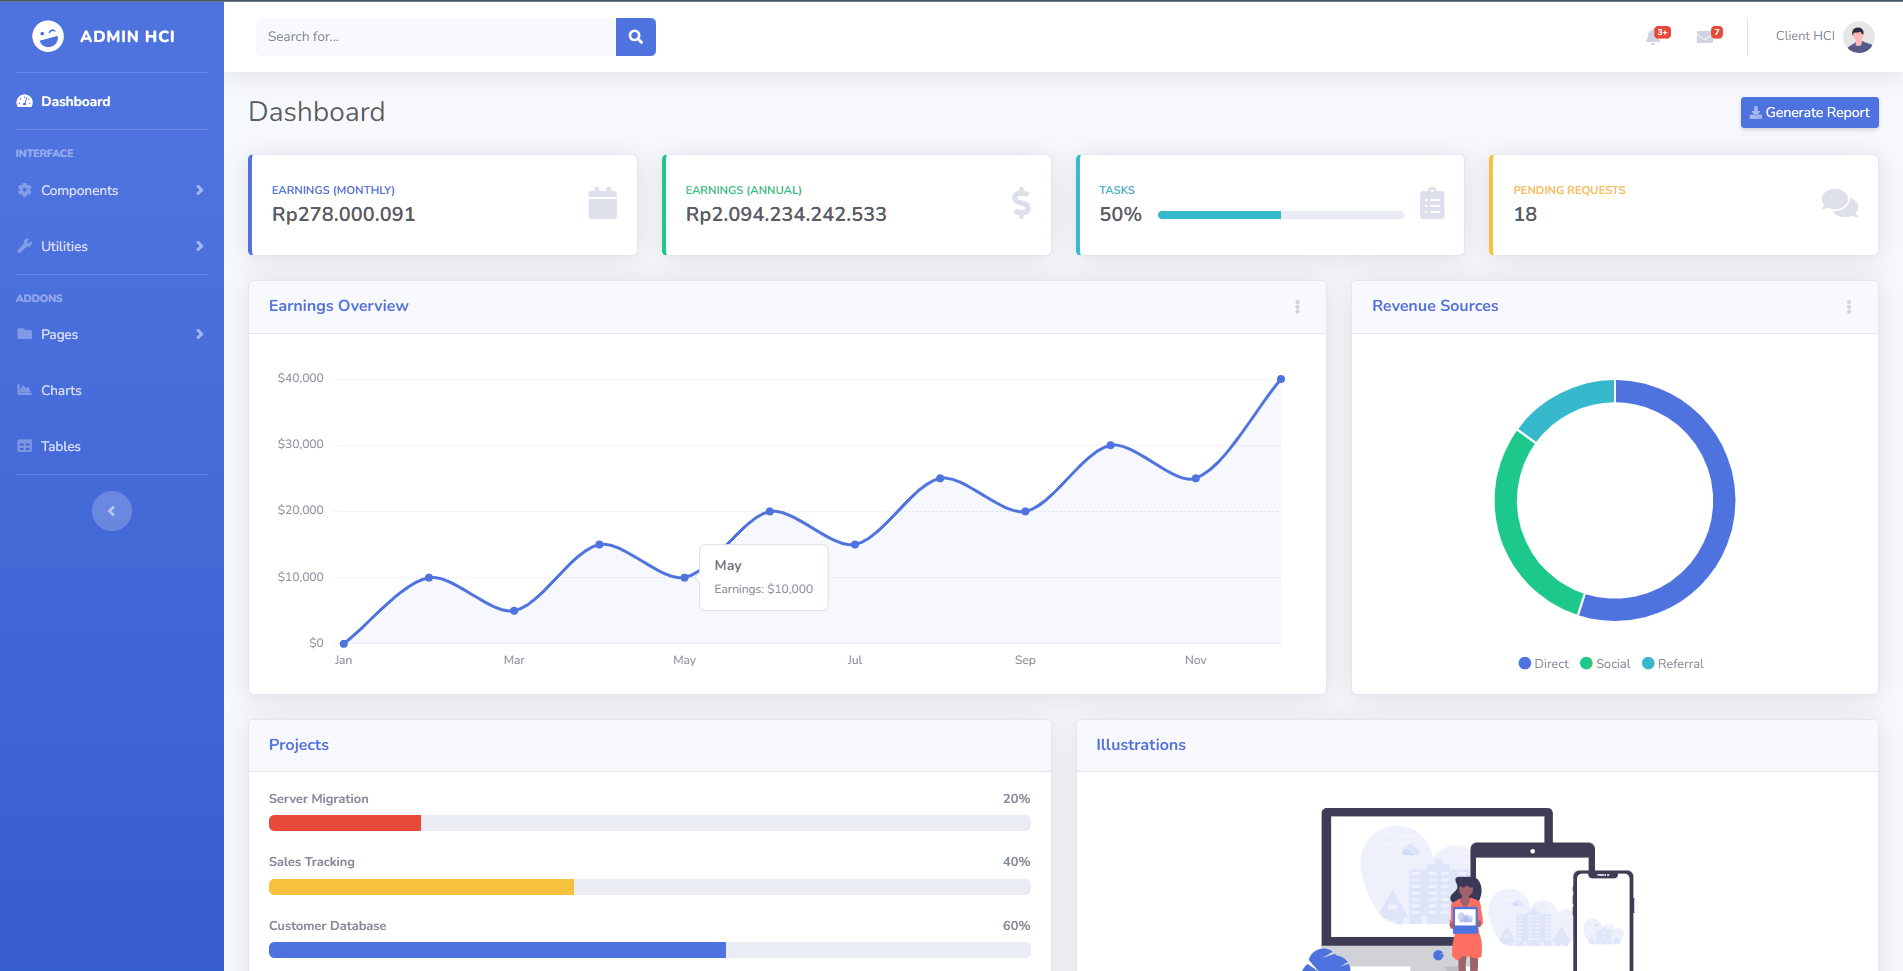 ADMIN HCI
Search for...
3+
7
Client HCI
Dashboard
INTERFACE
Components
Utilities
ADDONS
Pages
Charts
Tables
Dashboard
Generate Report
EARNINGS (MONTHLY)
Rp278.000.091
EARNINGS (ANNUAL)
Rp2.094.234.242.533
TASKS
50%
PENDING REQUESTS
18
Earnings Overview
$40,000
$30,000
$20,000
$10,000
$0
Jan
Mar
May
Jul
Sep
Nov
May
Earnings: $10,000
Revenue Sources
Direct
Social
Referral
Projects
Server Migration
20%
Sales Tracking
40%
Customer Database
60%
Illustrations